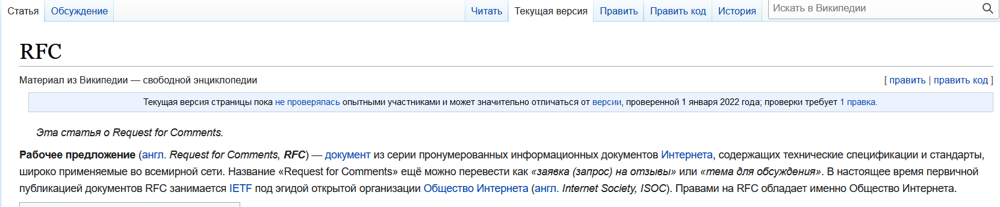 Статья Обсуждение Читать Текущая версия Править Править код История Искать в Википедии
RFC
Материал из Википедии — свободной энциклопедии [ править | править код ]
Текущая версия страницы пока не проверялась опытными участниками и может значительно отличаться от версии, проверенной 1 января 2022 года; проверки требует 1 правка.
Эта статья о Request for Comments.
Рабочее предложение (англ. Request for Comments, RFC) — документ из серии пронумерованных информационных документов Интернета, содержащих технические спецификации и стандарты,
широко применяемые во всемирной сети. Название «Request for Comments» ещё можно перевести как «заявка (запрос) на отзывы» или «тема для обсуждения». В настоящее время первичной
публикацией документов RFC занимается IETF под эгидой открытой организации Общество Интернета (англ. Internet Society, ISOC). Правами на RFC обладает именно Общество Интернета.